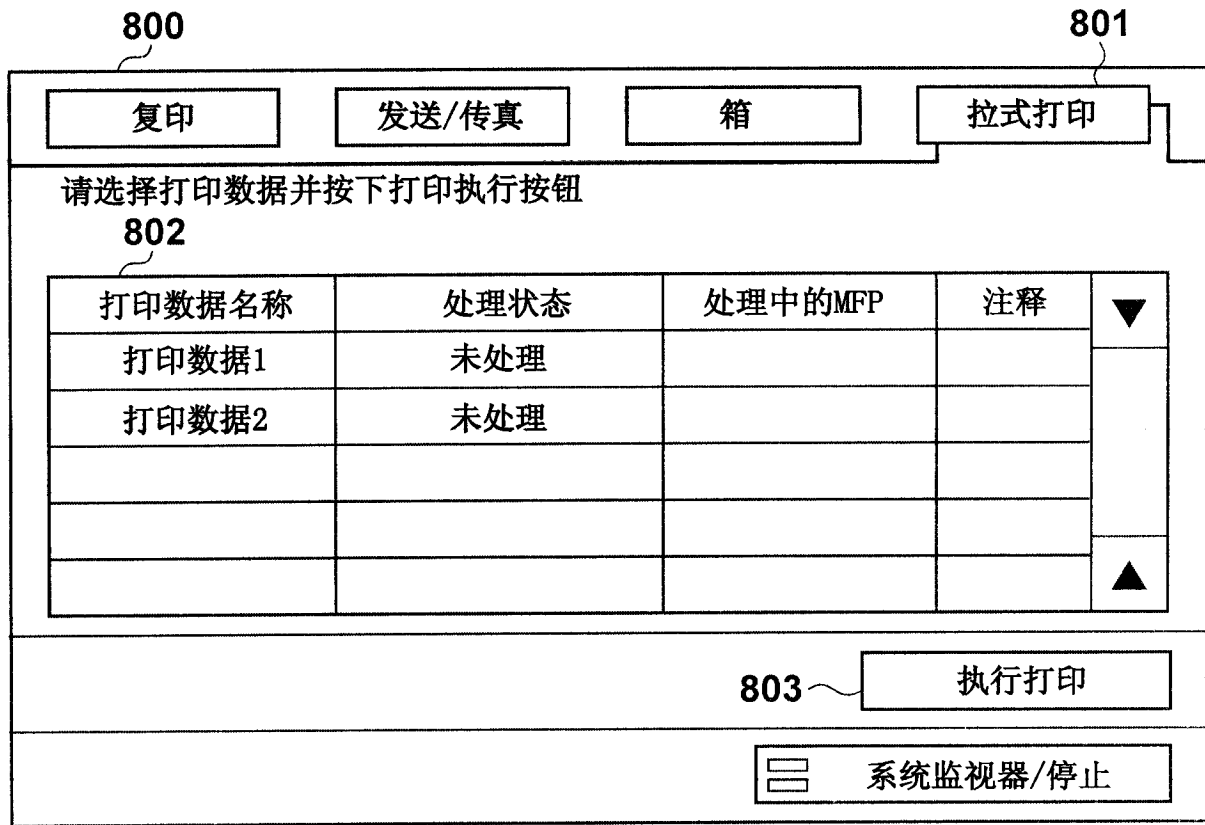 800 801
复印 发送/传真 箱 拉式打印
请选择打印数据并按下打印执行按钮
802
打印数据名称 处理状态 处理中的MFP 注释
打印数据1 未处理
打印数据2 未处理
803 执行打印
系统监视器/停止